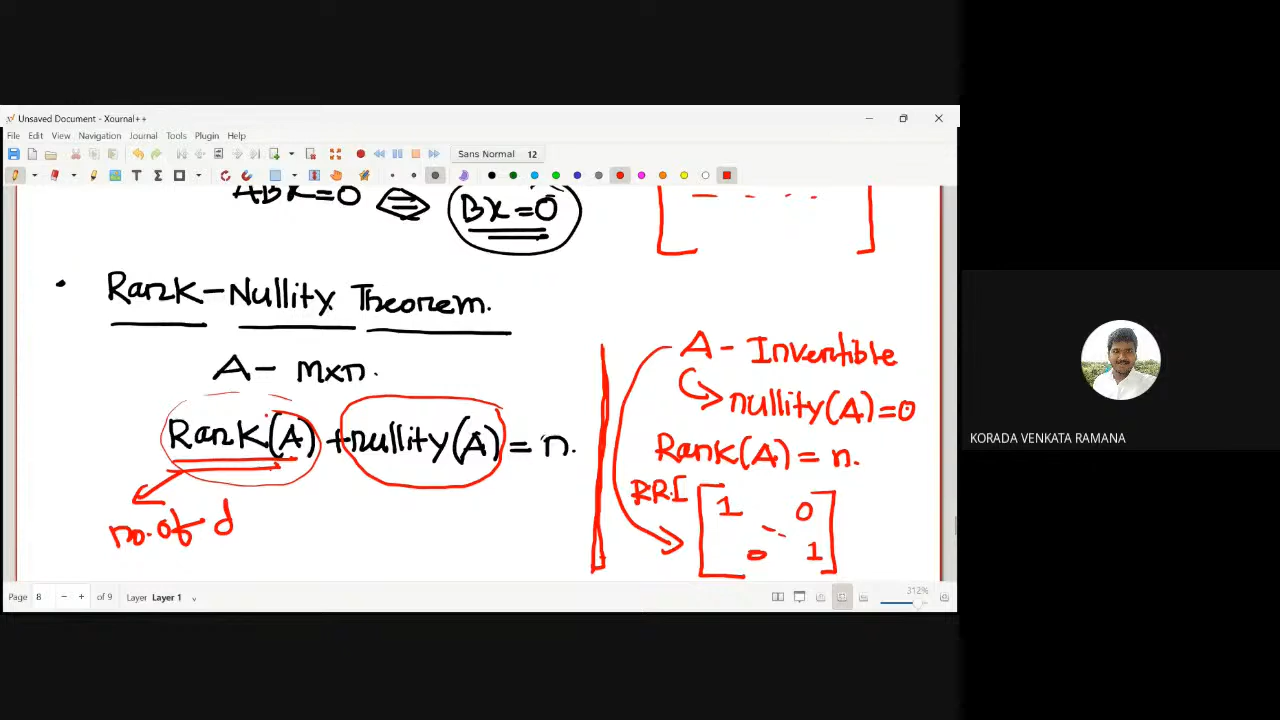 Unsaved Document - Xournal++
File Edit View Navigation Journal Tools Plugin Help
Sans Normal 12
T Σ
ABX=0 ⇔ BX=0
• Rank-Nullity Theorem.
A - mxn.
Rank(A) + nullity(A) = n.
no. of d
A - Invertible
nullity(A)=0
Rank(A) = n.
RRE
1 0
0 1
Page 8 of 9 Layer Layer 1 312%
KORADA VENKATA RAMANA